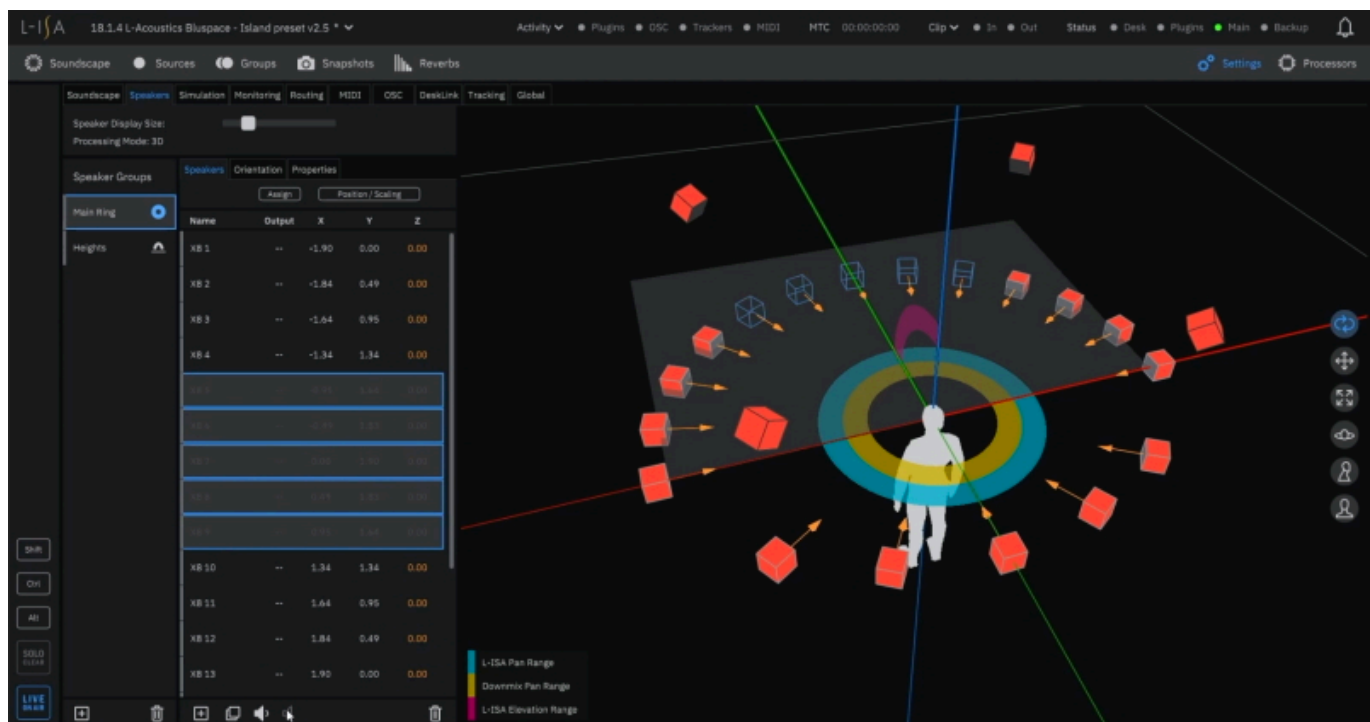 L-ISA 18.1.4 L-Acoustics Bluspace - Island preset v2.5 * Activity Plugins OSC Trackers MIDI MTC 00:00:00:00 Clip In Out Status Desk Plugins Main Backup
Soundscape Sources Groups Snapshots Reverbs Settings Processors
Soundscape Speakers Simulation Monitoring Routing MIDI OSC DeskLink Tracking Global
Speaker Display Size:
Processing Mode: 3D
Speaker Groups
Main Ring
Heights
Speakers Orientation Properties
Assign Position / Scaling
Name Output X Y Z
X8 1 -- -1.90 0.00 0.00
X8 2 -- -1.84 0.49 0.00
X8 3 -- -1.64 0.95 0.00
X8 4 -- -1.34 1.34 0.00
X8 10 -- 1.34 1.34 0.00
X8 11 -- 1.64 0.95 0.00
X8 12 -- 1.84 0.49 0.00
X8 13 -- 1.90 0.00 0.00
Shift
Ctrl
Alt
SOLO
CLEAR
LIVE
ON AIR
L-ISA Pan Range
Downmix Pan Range
L-ISA Elevation Range